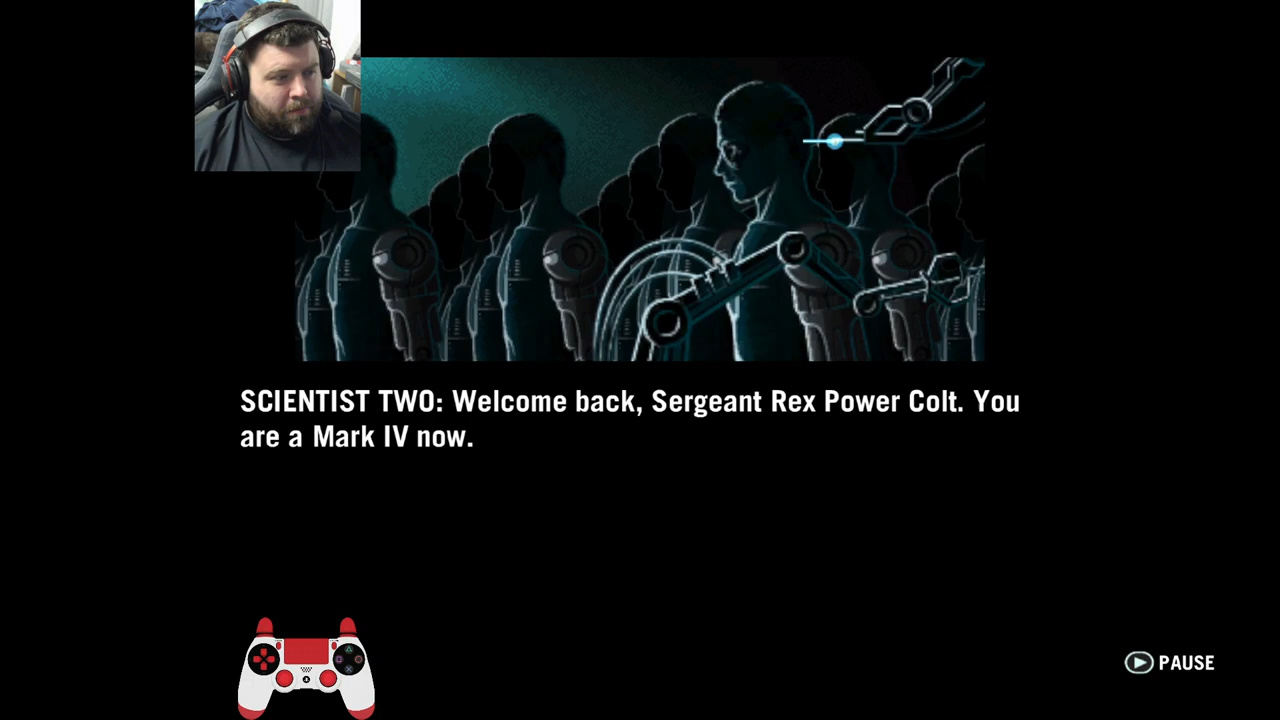 SCIENTIST TWO: Welcome back, Sergeant Rex Power Colt. You
are a Mark IV now.
PAUSE